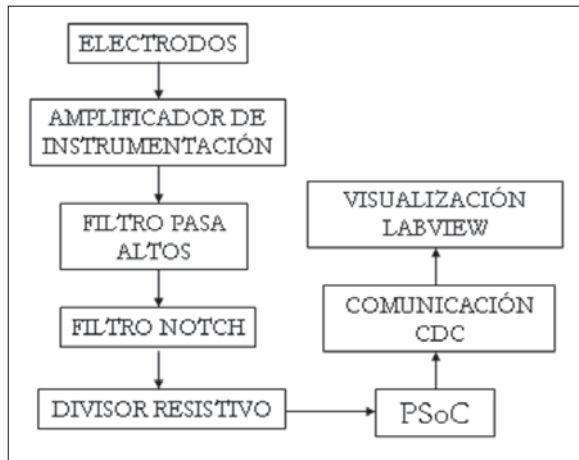 ELECTRODOS
AMPLIFICADOR DE
INSTRUMENTACIÓN
FILTRO PASA
ALTOS
FILTRO NOTCH
DIVISOR RESISTIVO
PSoC
COMUNICACIÓN
CDC
VISUALIZACIÓN
LABVIEW